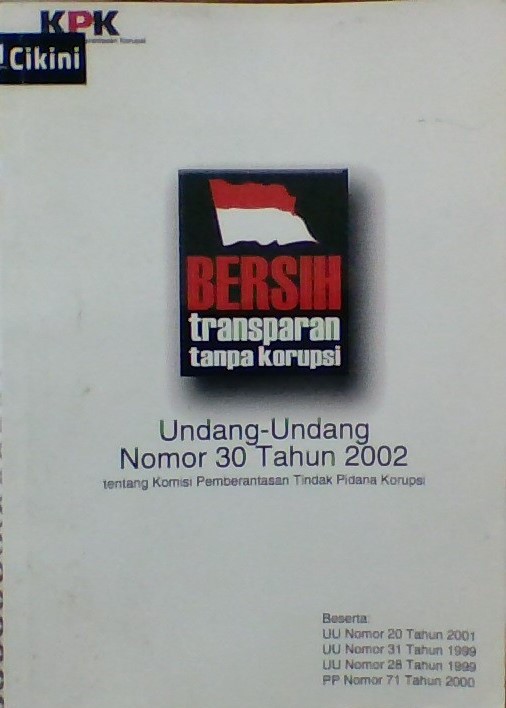 KPK
Cikini
BERSIH
transparan
tanpa korupsi
Undang-Undang
Nomor 30 Tahun 2002
tentang Komisi Pemberantasan Tindak Pidana Korupsi
Beserta:
UU Nomor 20 Tahun 2001
UU Nomor 31 Tahun 1999
UU Nomor 28 Tahun 1999
PP Nomor 71 Tahun 2000